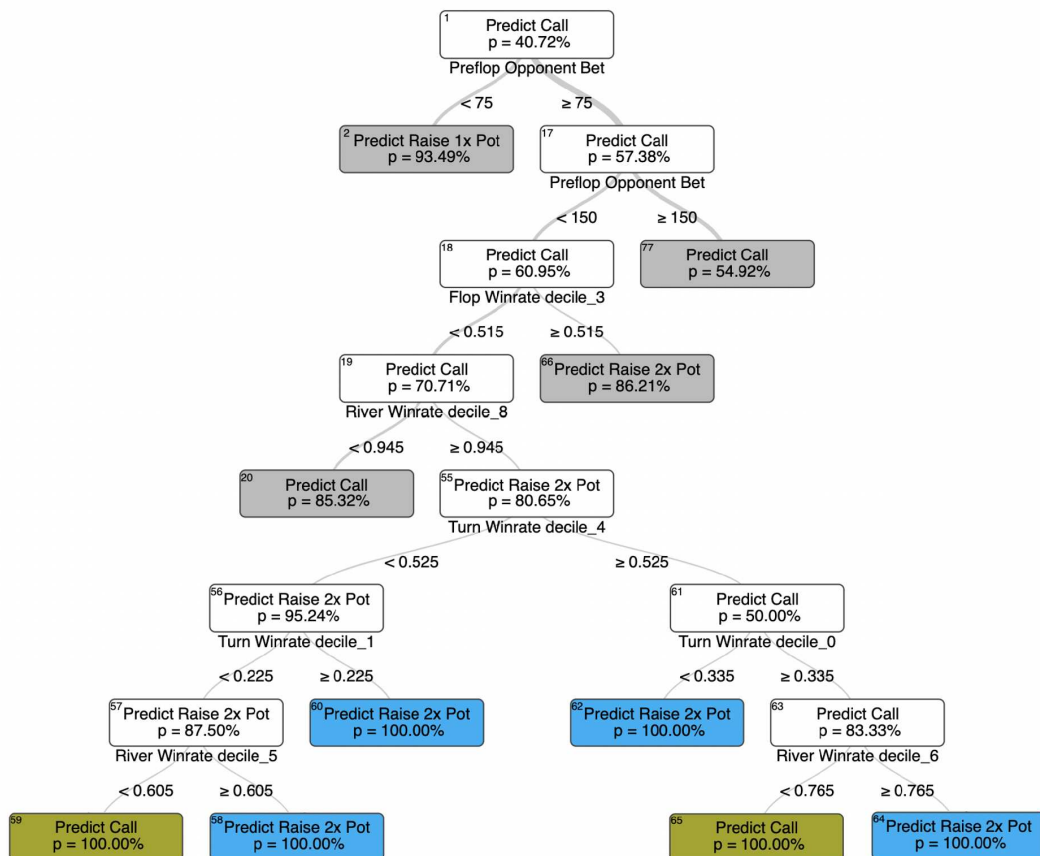 1
Predict Call
p = 40.72%
Preflop Opponent Bet
< 75
≥ 75
2
Predict Raise 1x Pot
p = 93.49%
17
Predict Call
p = 57.38%
Preflop Opponent Bet
< 150
≥ 150
18
Predict Call
p = 60.95%
Flop Winrate decile_3
77
Predict Call
p = 54.92%
< 0.515
≥ 0.515
19
Predict Call
p = 70.71%
River Winrate decile_8
66
Predict Raise 2x Pot
p = 86.21%
< 0.945
≥ 0.945
20
Predict Call
p = 85.32%
55
Predict Raise 2x Pot
p = 80.65%
Turn Winrate decile_4
< 0.525
≥ 0.525
56
Predict Raise 2x Pot
p = 95.24%
Turn Winrate decile_1
61
Predict Call
p = 50.00%
Turn Winrate decile_0
< 0.225
≥ 0.225
< 0.335
≥ 0.335
57
Predict Raise 2x Pot
p = 87.50%
River Winrate decile_5
60
Predict Raise 2x Pot
p = 100.00%
62
Predict Raise 2x Pot
p = 100.00%
63
Predict Call
p = 83.33%
River Winrate decile_6
< 0.605
≥ 0.605
< 0.765
≥ 0.765
59
Predict Call
p = 100.00%
58
Predict Raise 2x Pot
p = 100.00%
65
Predict Call
p = 100.00%
64
Predict Raise 2x Pot
p = 100.00%